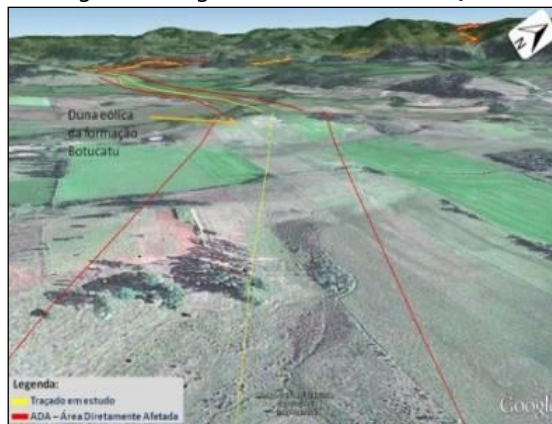 N
Duna eólica
da formação
Botucatu
Legenda:
Traçado em estudo
ADA – Área Diretamente Afetada
Google